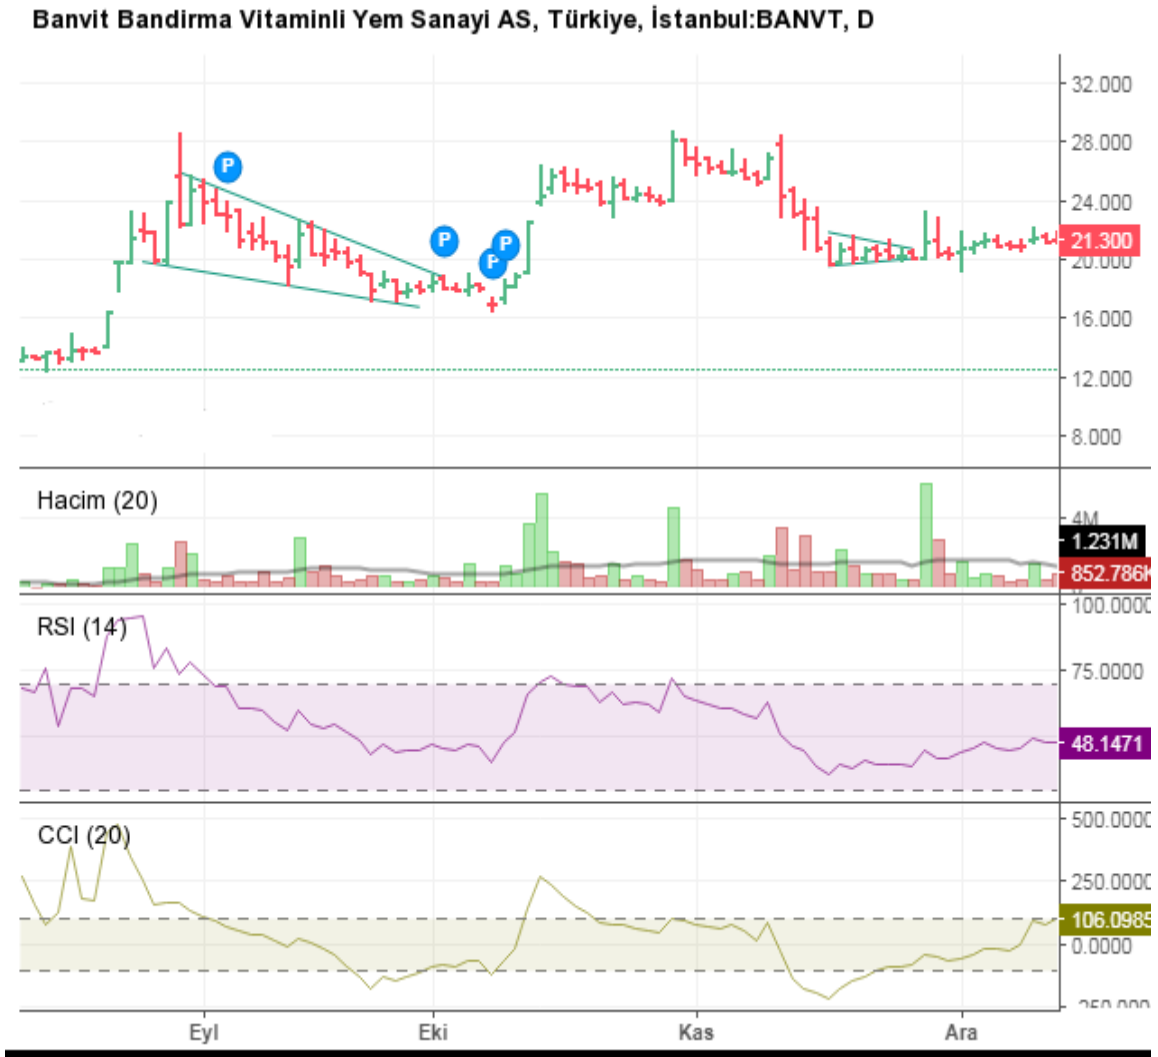 Banvit Bandirma Vitaminli Yem Sanayi AS, Türkiye, İstanbul:BANVT, D
32.000
28.000
24.000
21.300
20.000
16.000
12.000
8.000
P
P
P
P
Hacim (20)
4M
1.231M
852.786K
RSI (14)
100.0000
75.0000
48.1471
CCI (20)
500.0000
250.0000
106.0985
0.0000
Eyl
Eki
Kas
Ara